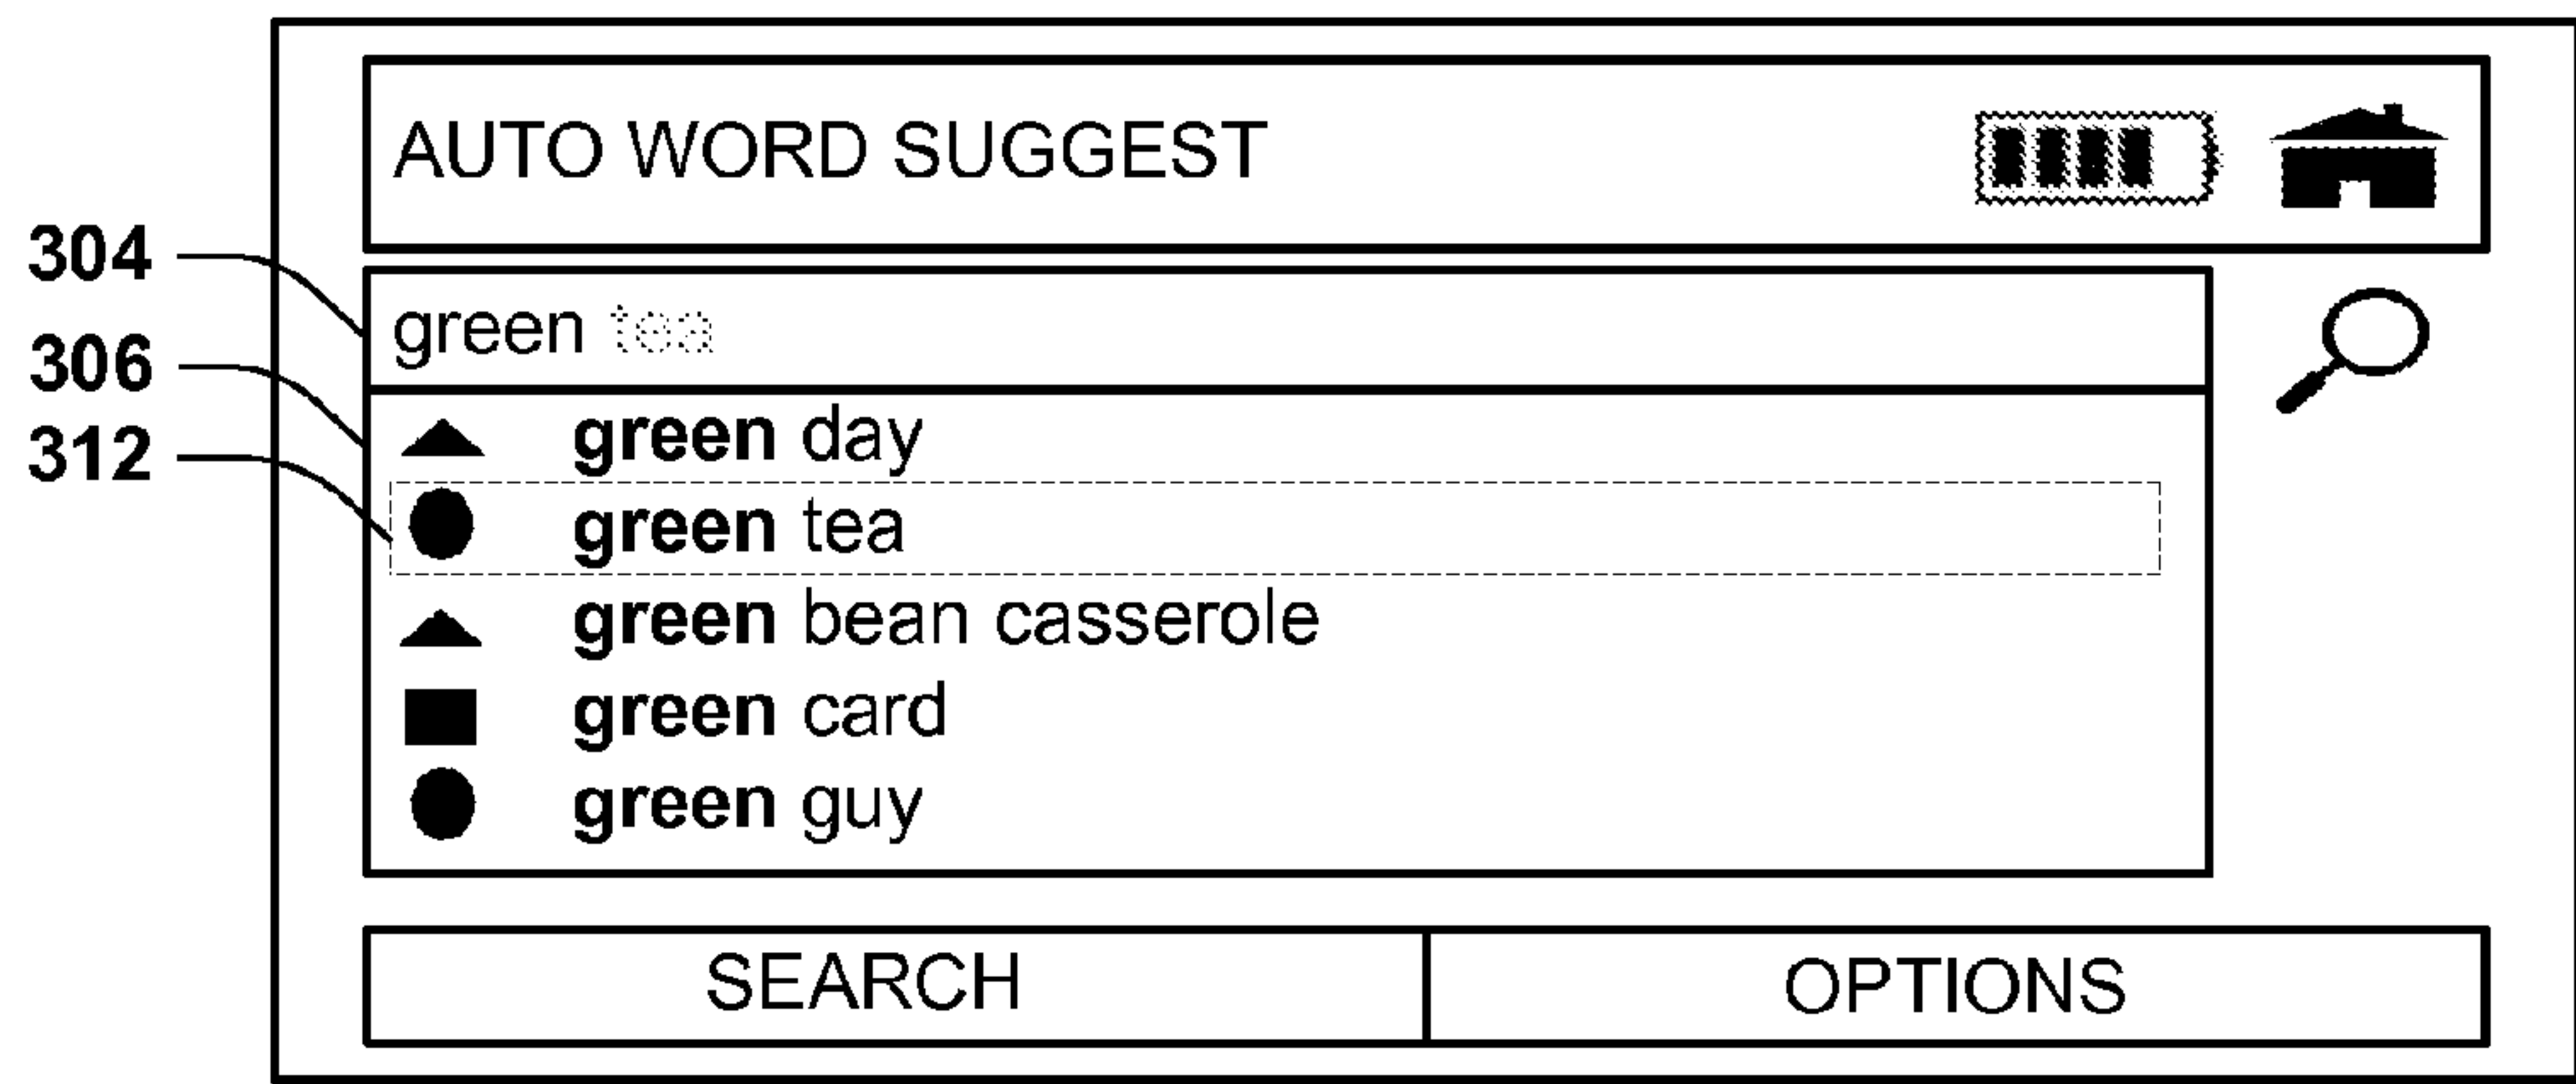 AUTO WORD SUGGEST
304
green tea
306
green day
312
green tea
green bean casserole
green card
green guy
SEARCH
OPTIONS